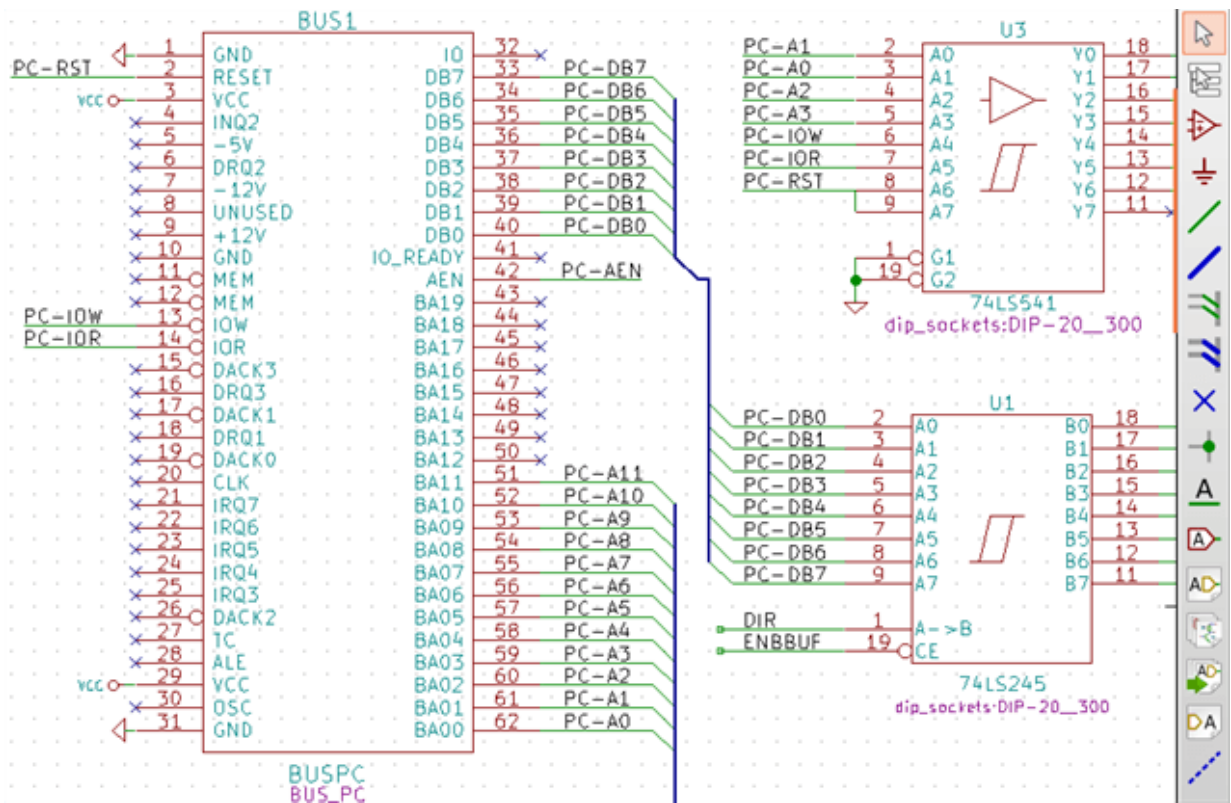 BUS1
1 GND
PC-RST 2 RESET
VCC 3 VCC
4 INQ2
5 -5V
6 DRQ2
7 -12V
8 UNUSED
9 +12V
10 GND
11 MEM
12 MEM
PC-IOW 13 IOW
PC-IOR 14 IOR
15 DACK3
16 DRQ3
17 DACK1
18 DRQ1
19 DACK0
20 CLK
21 IRQ7
22 IRQ6
23 IRQ5
24 IRQ4
25 IRQ3
26 DACK2
27 TC
28 ALE
VCC 29 VCC
30 OSC
31 GND
IO 32
DB7 33 PC-DB7
DB6 34 PC-DB6
DB5 35 PC-DB5
DB4 36 PC-DB4
DB3 37 PC-DB3
DB2 38 PC-DB2
DB1 39 PC-DB1
DB0 40 PC-DB0
IO_READY 41
AEN 42 PC-AEN
BA19 43
BA18 44
BA17 45
BA16 46
BA15 47
BA14 48
BA13 49
BA12 50
BA11 51 PC-A11
BA10 52 PC-A10
BA09 53 PC-A9
BA08 54 PC-A8
BA07 55 PC-A7
BA06 56 PC-A6
BA05 57 PC-A5
BA04 58 PC-A4
BA03 59 PC-A3
BA02 60 PC-A2
BA01 61 PC-A1
BA00 62 PC-A0
BUSPC
BUS_PC
U3
PC-A1 2 A0 Y0 18
PC-A0 3 A1 Y1 17
PC-A2 4 A2 Y2 16
PC-A3 5 A3 Y3 15
PC-IOW 6 A4 Y4 14
PC-IOR 7 A5 Y5 13
PC-RST 8 A6 Y6 12
9 A7 Y7 11
1 G1
19 G2
74LS541
dip_sockets:DIP-20__300
U1
PC-DB0 2 A0 B0 18
PC-DB1 3 A1 B1 17
PC-DB2 4 A2 B2 16
PC-DB3 5 A3 B3 15
PC-DB4 6 A4 B4 14
PC-DB5 7 A5 B5 13
PC-DB6 8 A6 B6 12
PC-DB7 9 A7 B7 11
DIR 1 A->B
ENBBUF 19 CE
74LS245
dip_sockets:DIP-20__300
A
A
AD
DA